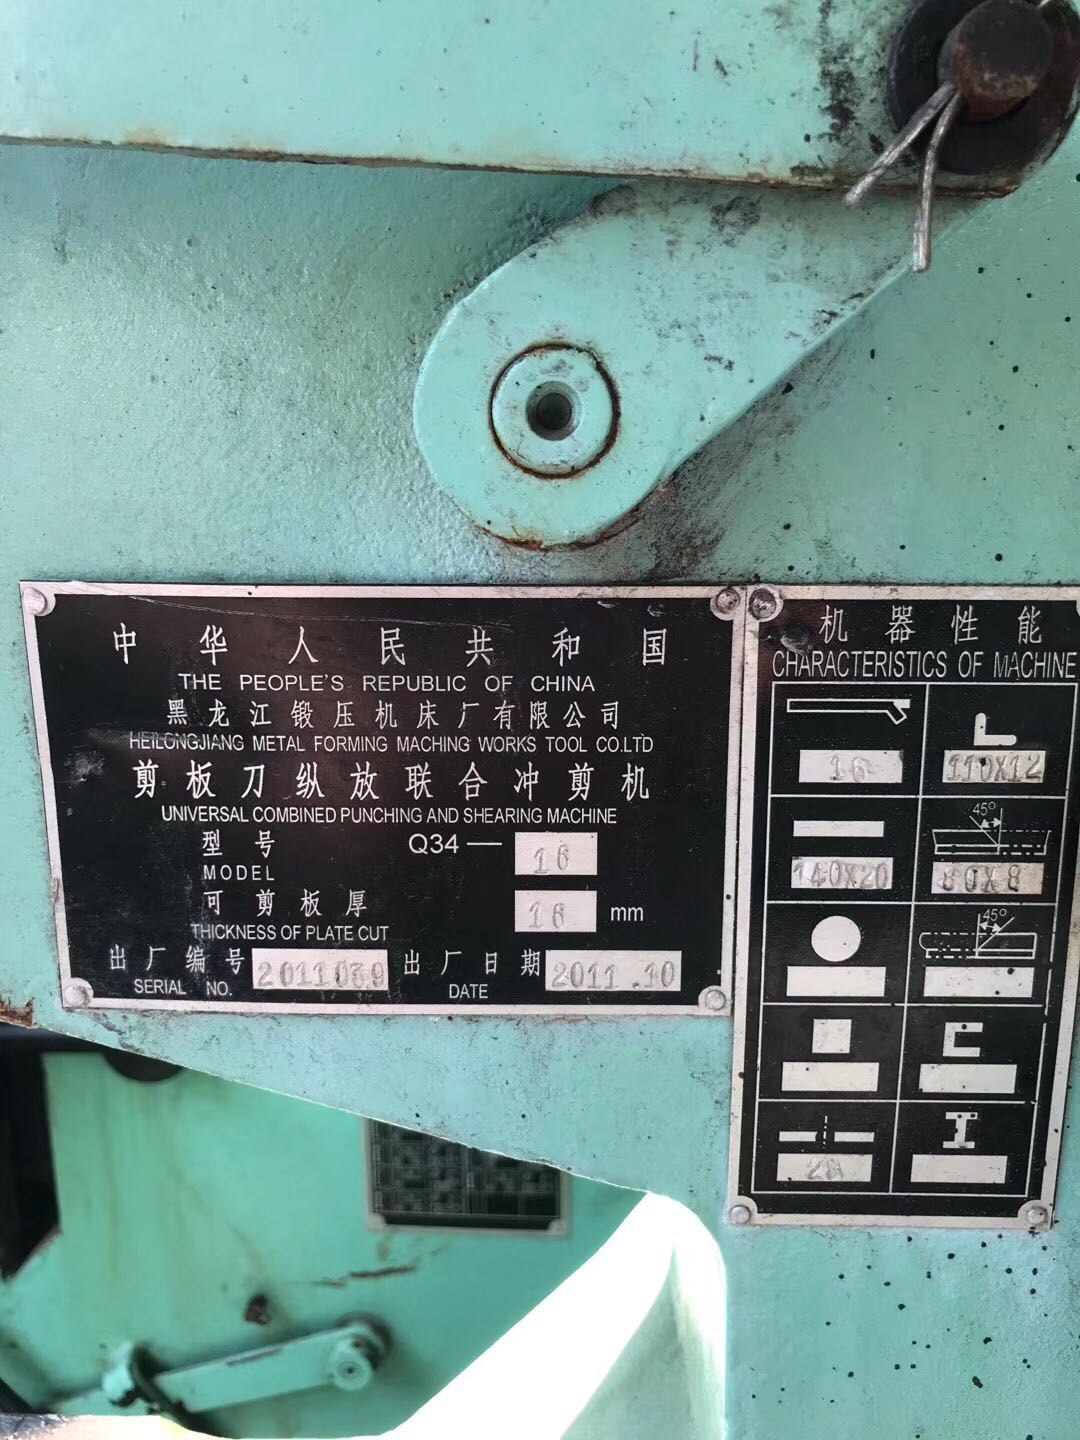 中华人民共和国
THE PEOPLE'S REPUBLIC OF CHINA
黑龙江锻压机床厂有限公司
HEILONGJIANG METAL FORMING MACHING WORKS TOOL CO.LTD
剪板刀纵放联合冲剪机
UNIVERSAL COMBINED PUNCHING AND SHEARING MACHINE
型号 Q34— 16
MODEL
可剪板厚 16 mm
THICKNESS OF PLATE CUT
出厂编号 2011039 出厂日期 2011.10
SERIAL NO. DATE
机器性能
CHARACTERISTICS OF MACHINE
16 110X12
45°
140X20 80X8
45°